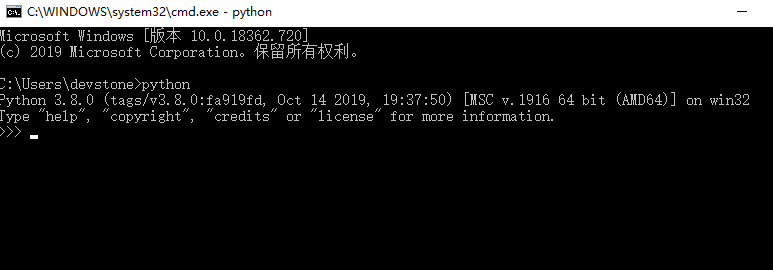 C:\WINDOWS\system32\cmd.exe - python
Microsoft Windows [版本 10.0.18362.720]
(c) 2019 Microsoft Corporation。保留所有权利。
C:\Users\devstone>python
Python 3.8.0 (tags/v3.8.0:fa919fd, Oct 14 2019, 19:37:50) [MSC v.1916 64 bit (AMD64)] on win32
Type "help", "copyright", "credits" or "license" for more information.
>>>